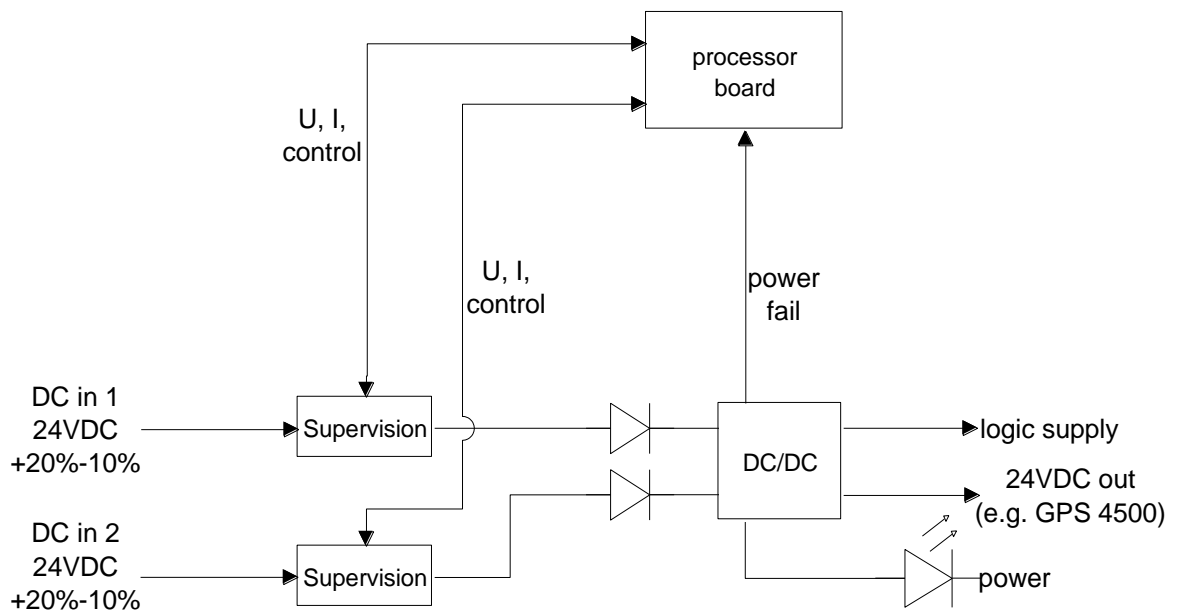 processor
board
U, I,
control
U, I,
control
power
fail
DC in 1
24VDC
+20%-10%
Supervision
DC/DC
logic supply
24VDC out
(e.g. GPS 4500)
DC in 2
24VDC
+20%-10%
Supervision
power